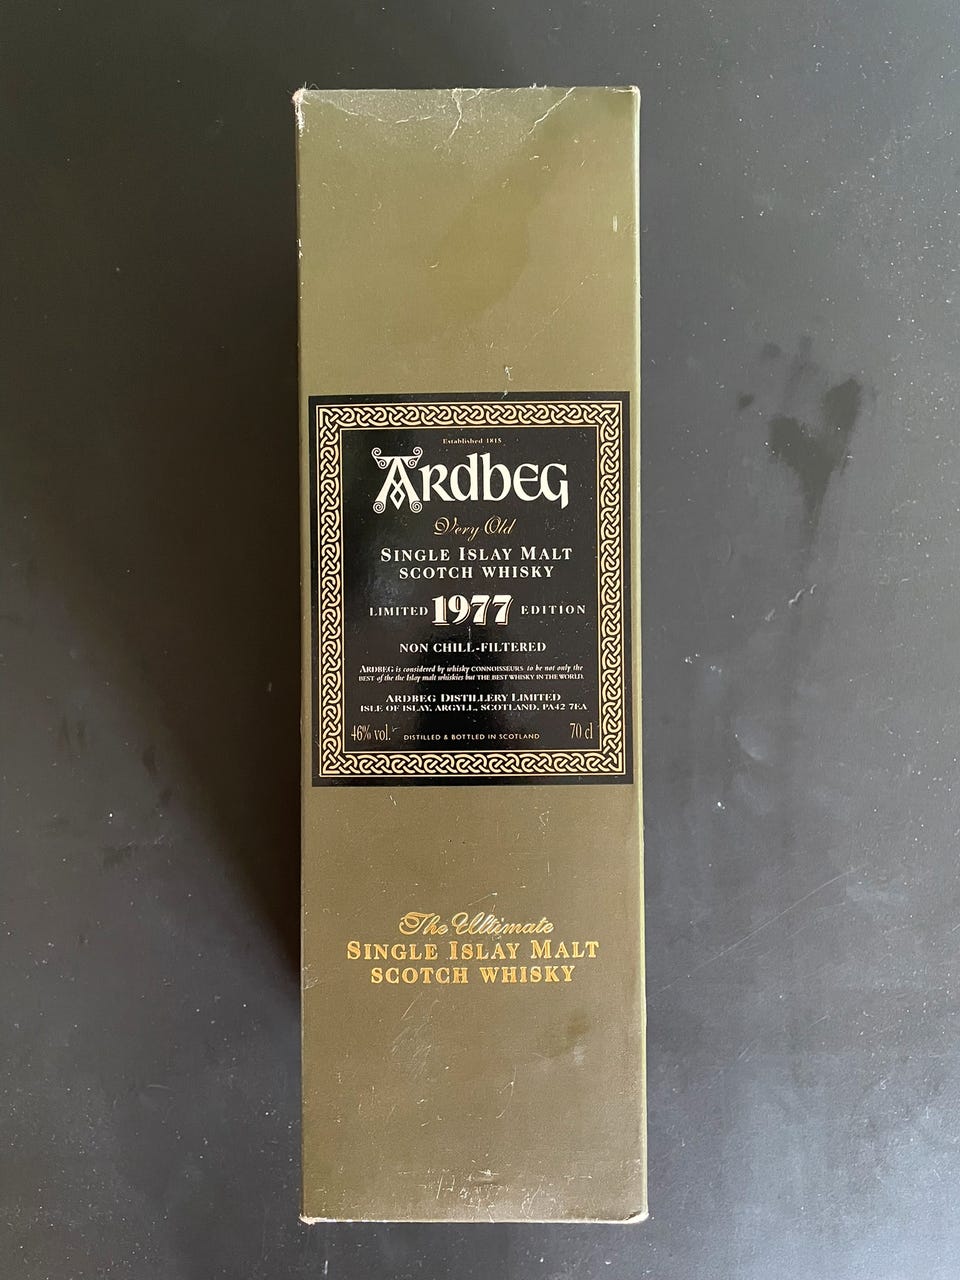 Established 1815
ARdbeg
Very Old
SINGLE ISLAY MALT
SCOTCH WHISKY
LIMITED 1977 EDITION
NON CHILL-FILTERED
ARDBEG is considered by whisky CONNOISSEURS to be not only the
BEST of the the Islay malt whiskies but THE BEST WHISKY IN THE WORLD.
ARDBEG DISTILLERY LIMITED
ISLE OF ISLAY, ARGYLL, SCOTLAND, PA42 7EA
46% vol. DISTILLED & BOTTLED IN SCOTLAND 70 cl
The Ultimate
SINGLE ISLAY MALT
SCOTCH WHISKY